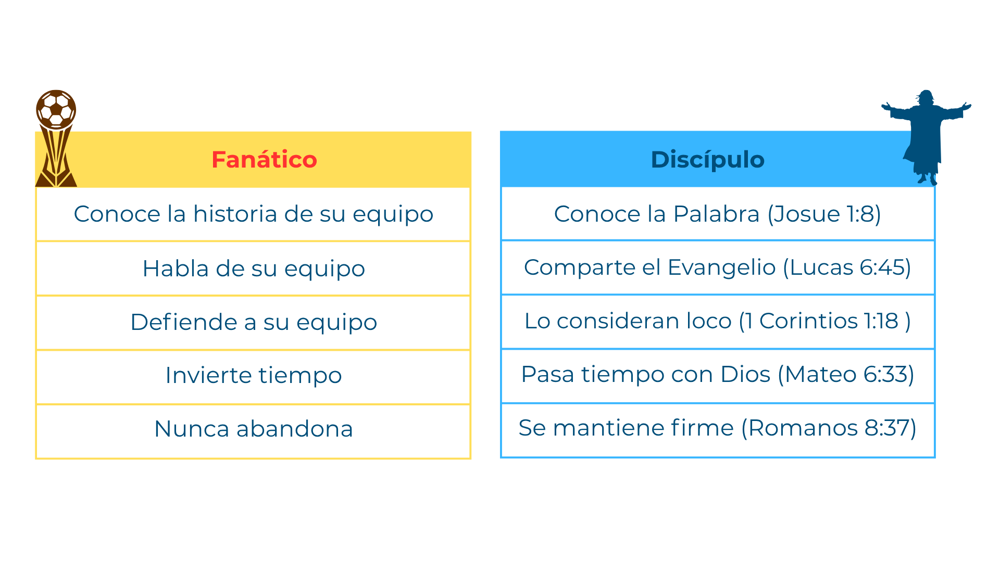 Fanático
Conoce la historia de su equipo
Habla de su equipo
Defiende a su equipo
Invierte tiempo
Nunca abandona
Discípulo
Conoce la Palabra (Josue 1:8)
Comparte el Evangelio (Lucas 6:45)
Lo consideran loco (1 Corintios 1:18 )
Pasa tiempo con Dios (Mateo 6:33)
Se mantiene firme (Romanos 8:37)